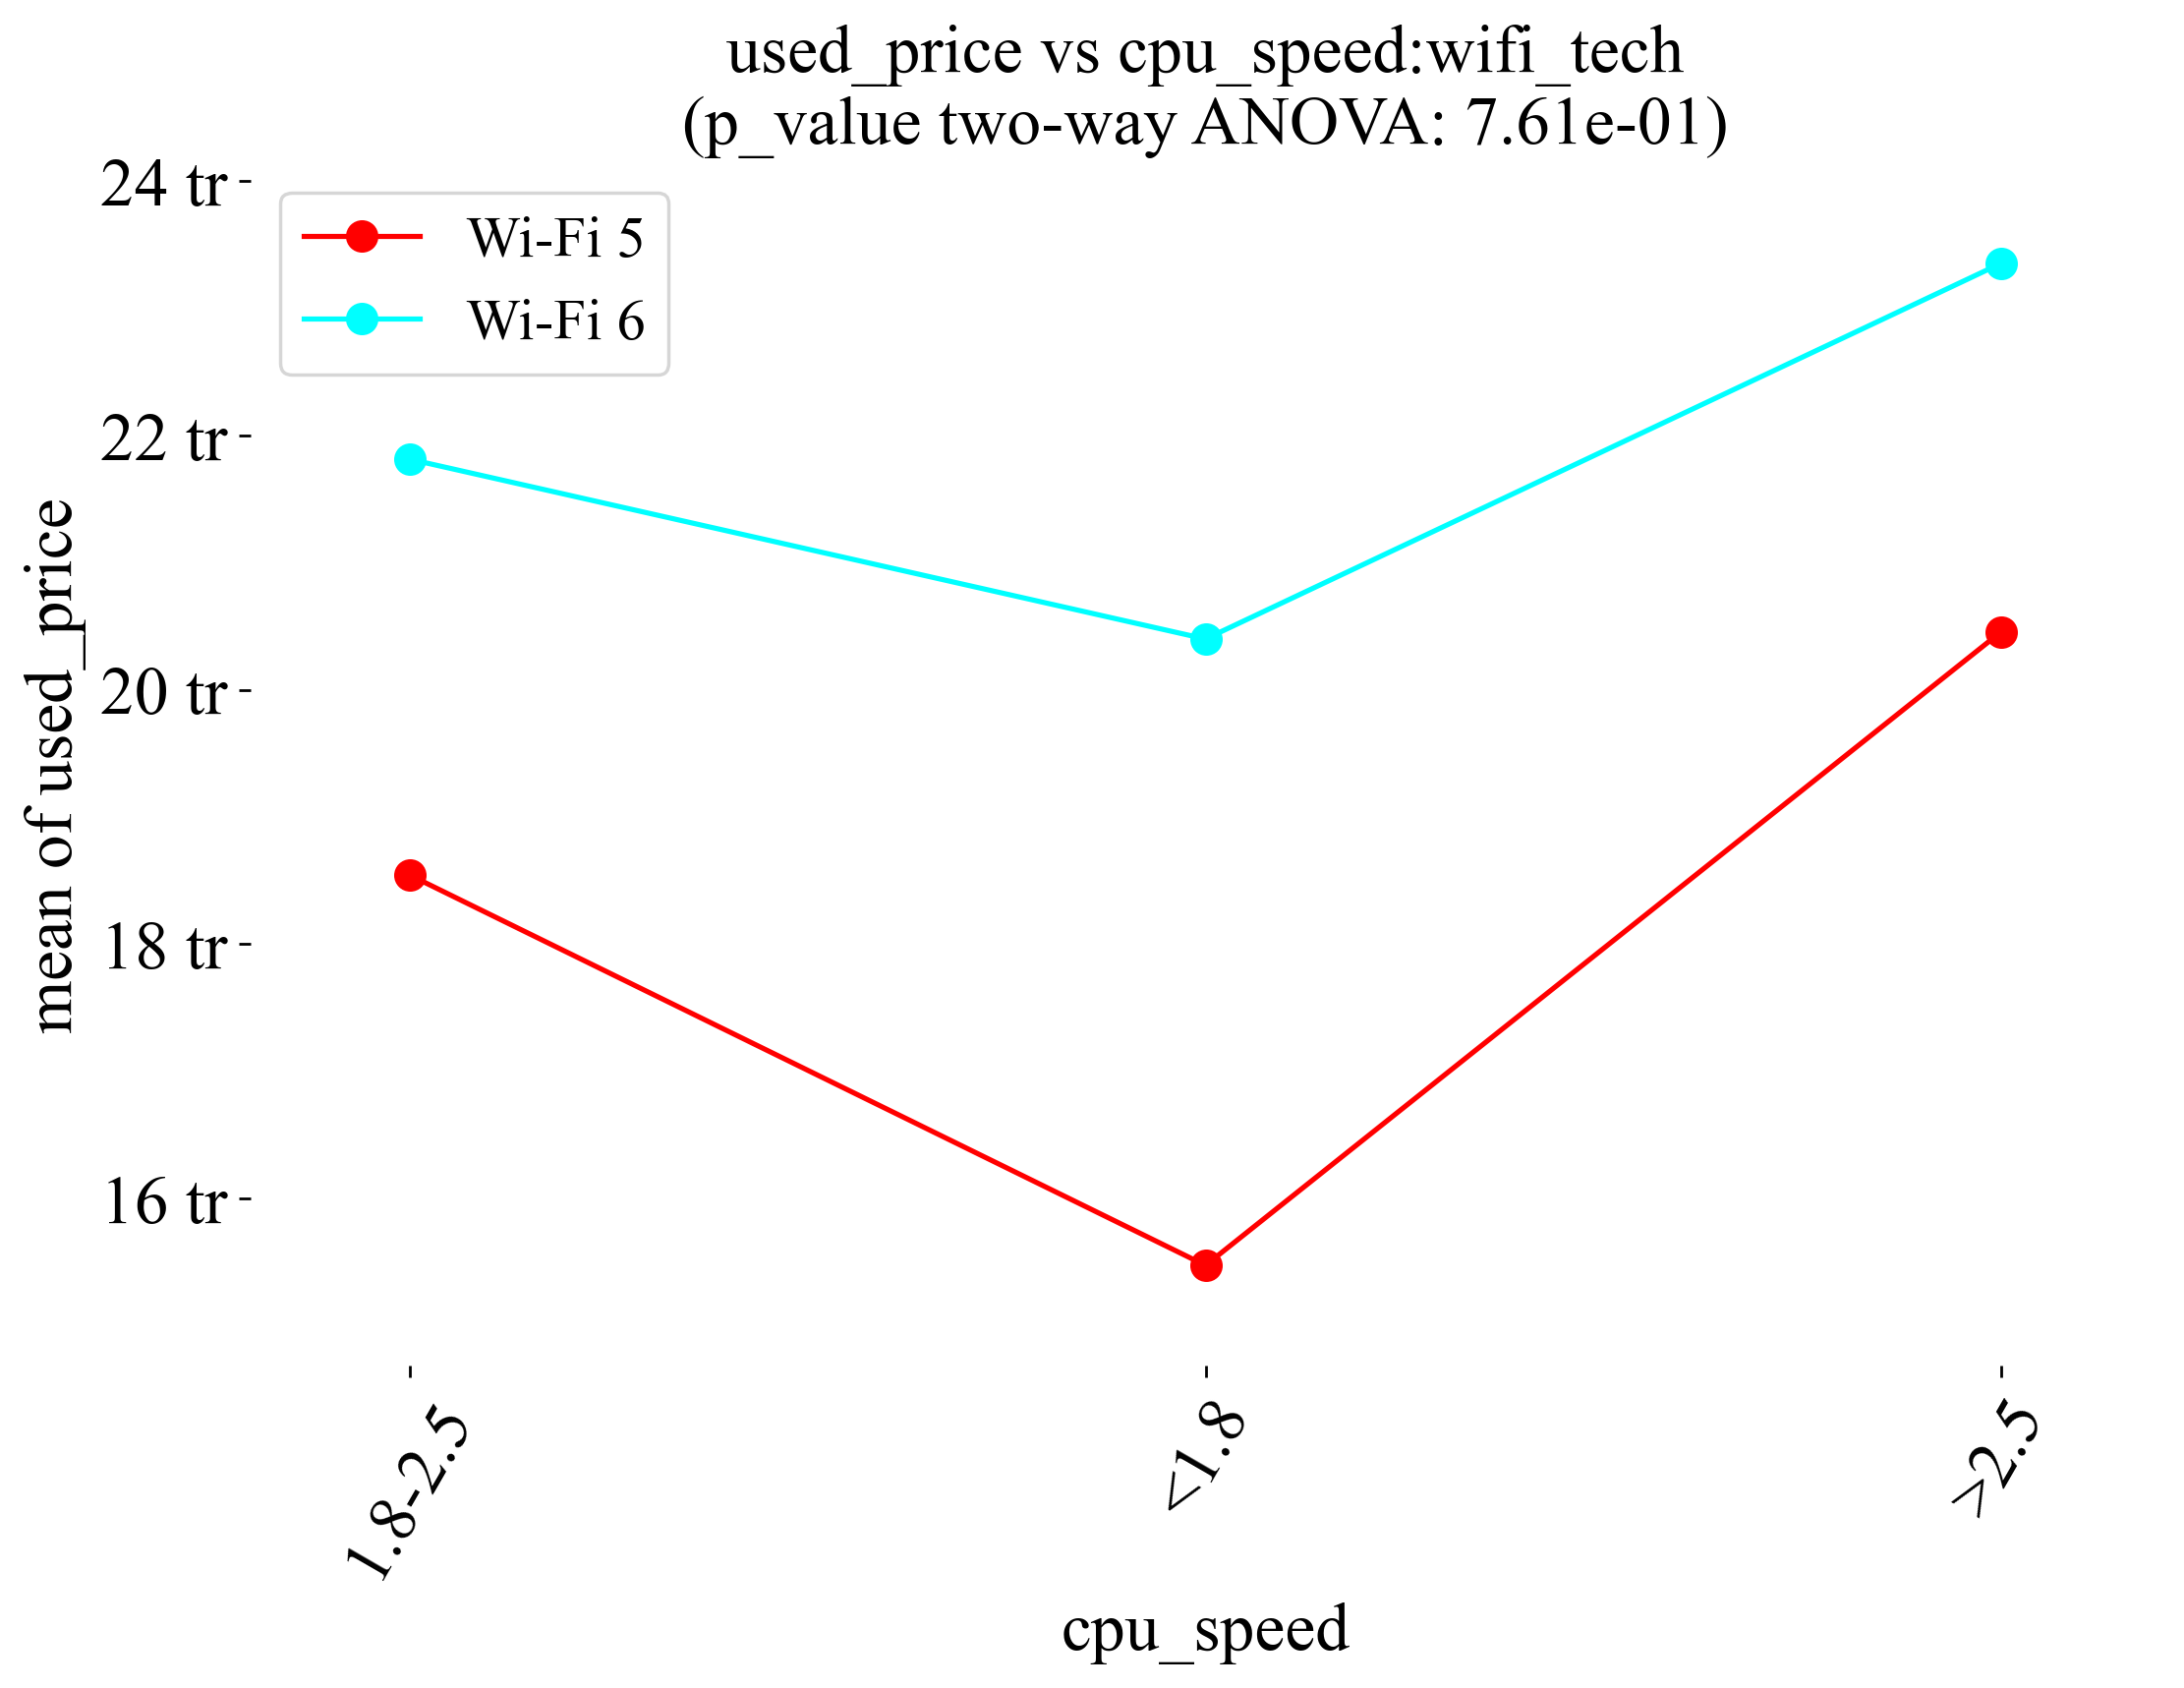 used_price vs cpu_speed:wifi_tech
(p_value two-way ANOVA: 7.61e-01)
24 tr
22 tr
20 tr
18 tr
16 tr
mean of used_price
Wi-Fi 5
Wi-Fi 6
1.8-2.5
<1.8
>2.5
cpu_speed